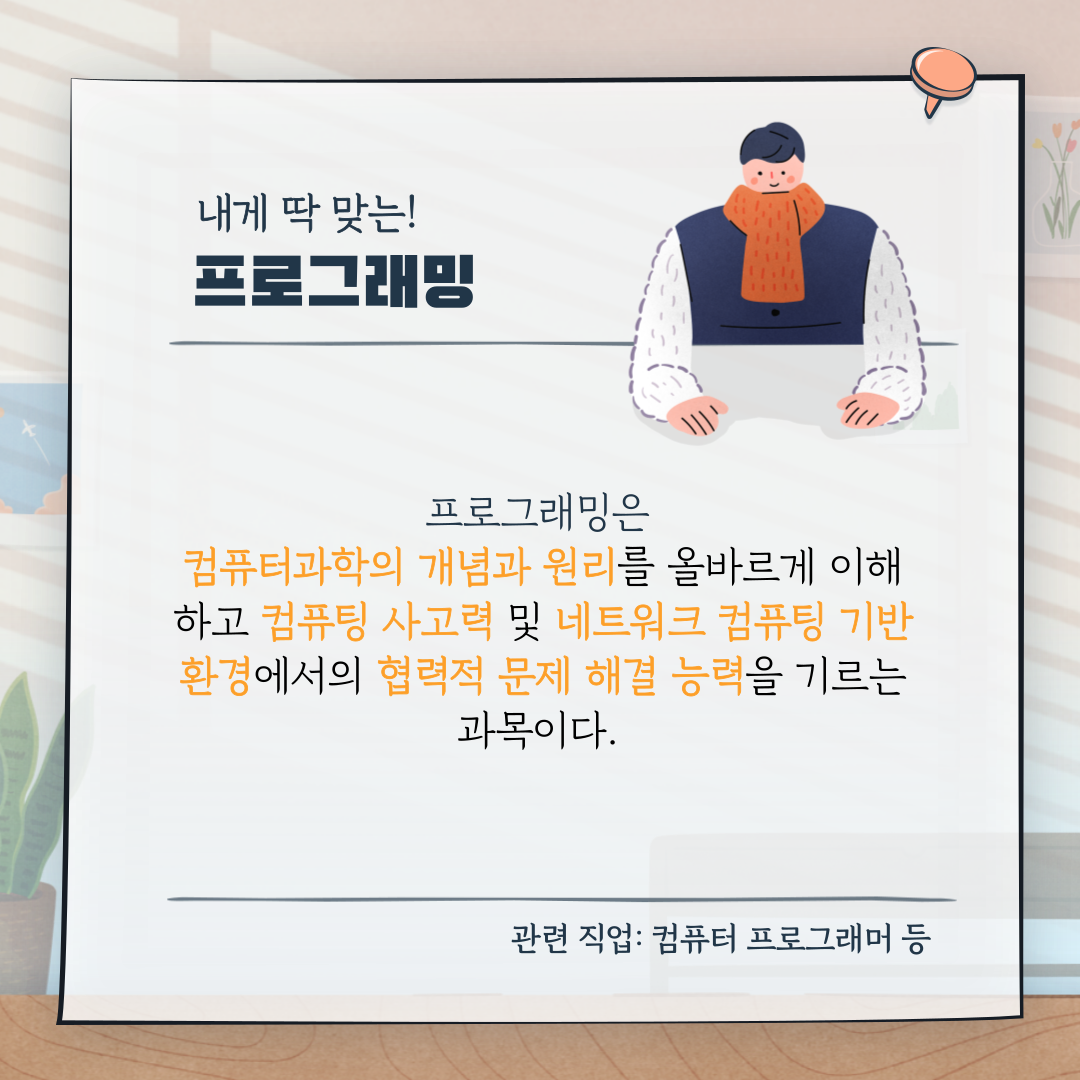 내게 딱 맞는!
프로그래밍
프로그래밍은
컴퓨터과학의 개념과 원리를 올바르게 이해
하고 컴퓨팅 사고력 및 네트워크 컴퓨팅 기반
환경에서의 협력적 문제 해결 능력을 기르는
과목이다.
관련 직업: 컴퓨터 프로그래머 등